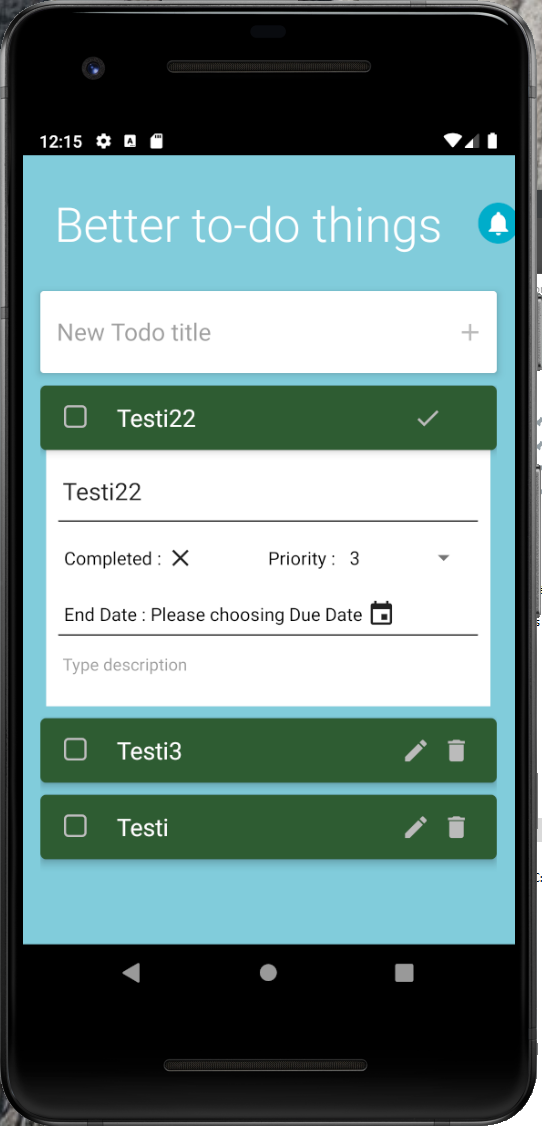 12:15
Better to-do things
New Todo title
Testi22
Testi22
Completed : Priority : 3
End Date : Please choosing Due Date
Type description
Testi3
Testi